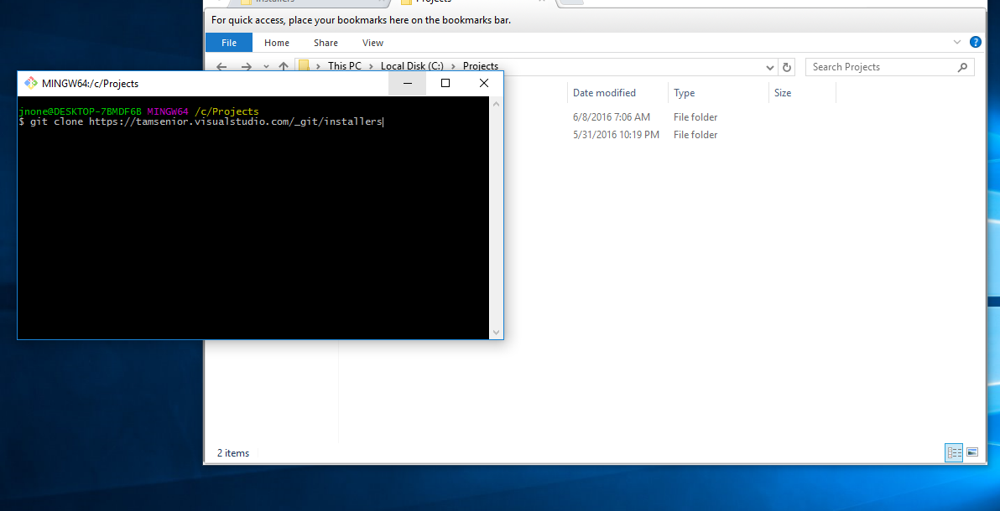 Installers
Projects
For quick access, place your bookmarks here on the bookmarks bar.
File Home Share View
This PC > Local Disk (C:) > Projects
Search Projects
MINGW64:/c/Projects
Date modified Type Size
6/8/2016 7:06 AM File folder
5/31/2016 10:19 PM File folder
jnone@DESKTOP-7BMDF6B MINGW64 /c/Projects
$ git clone https://tamsenior.visualstudio.com/_git/installers
2 items